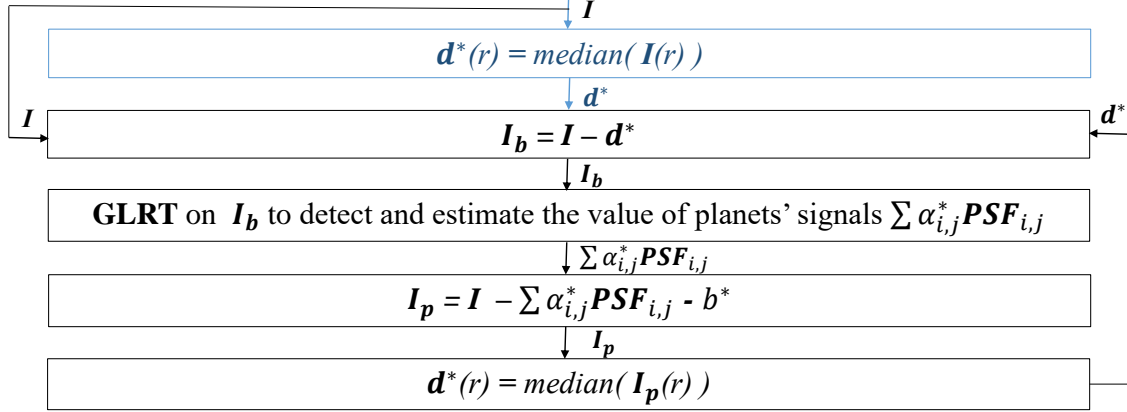 I
d*(r) = median( I(r) )
d*
I
d*
I_b = I – d*
I_b
GLRT on I_b to detect and estimate the value of planets’ signals ∑ α*_{i,j} PSF_{i,j}
∑ α*_{i,j} PSF_{i,j}
I_p = I – ∑ α*_{i,j} PSF_{i,j} - b*
I_p
d*(r) = median( I_p(r) )